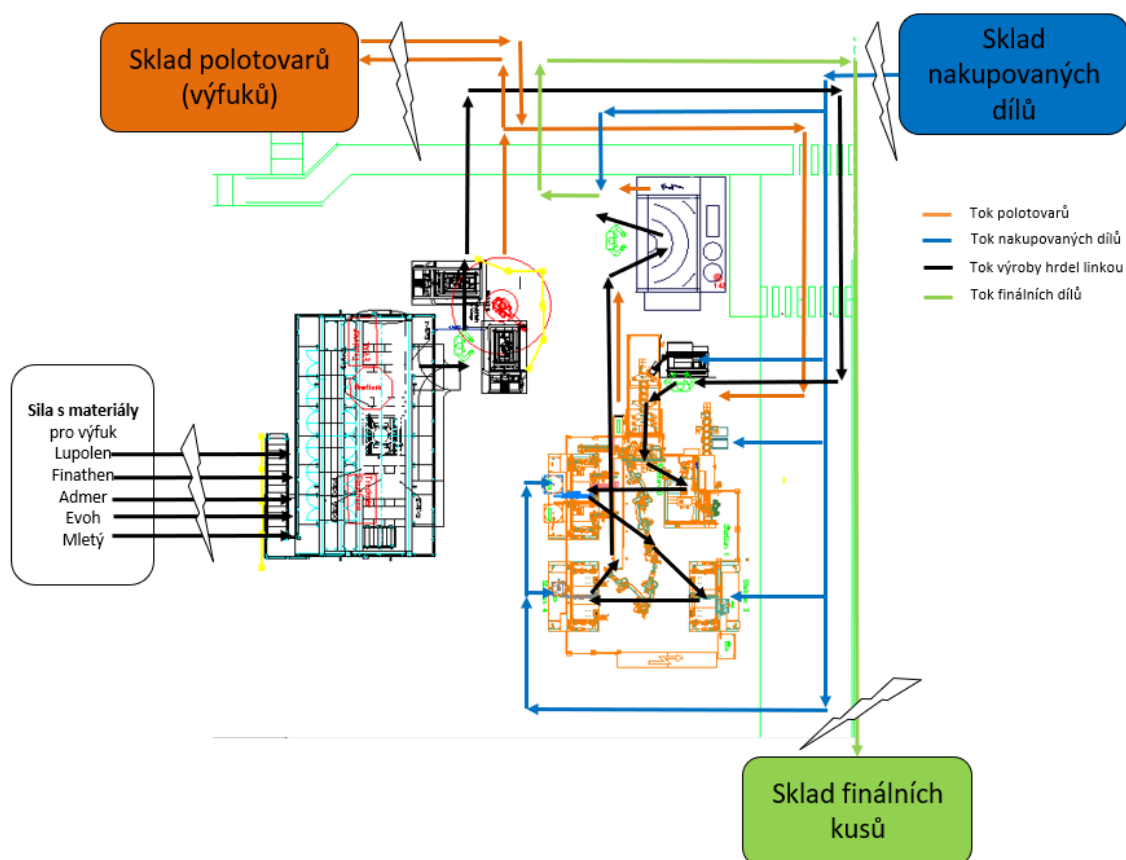 Sklad polotovarů
(výfuků)
Sklad
nakupovaných
dílů
Tok polotovarů
Tok nakupovaných dílů
Tok výroby hrdel linkou
Tok finálních dílů
Sila s materiály
pro výfuk
Lupolen
Finathen
Admer
Evoh
Mletý
Sklad finálních
kusů